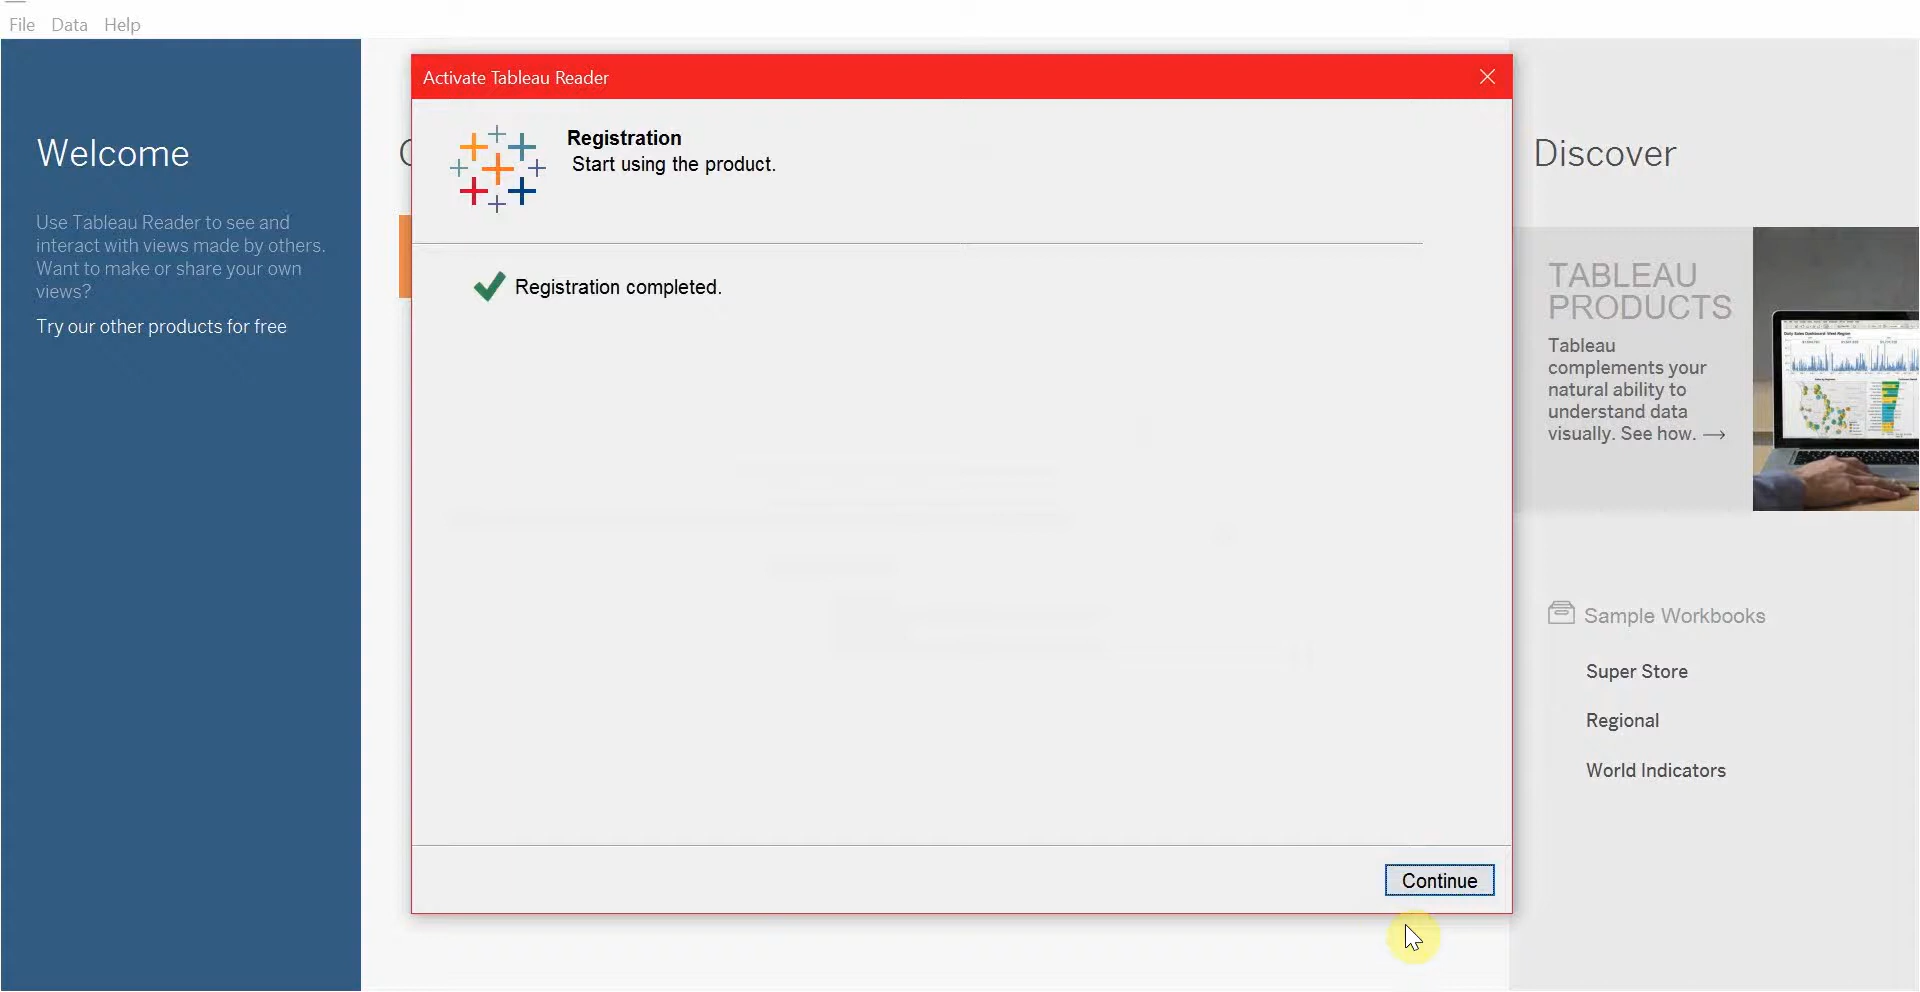 File Data Help
Activate Tableau Reader
Registration
Start using the product.
Registration completed.
Continue
Welcome
Use Tableau Reader to see and
interact with views made by others.
Want to make or share your own
views?
Try our other products for free
Discover
TABLEAU
PRODUCTS
Tableau
complements your
natural ability to
understand data
visually. See how. →
Sample Workbooks
Super Store
Regional
World Indicators